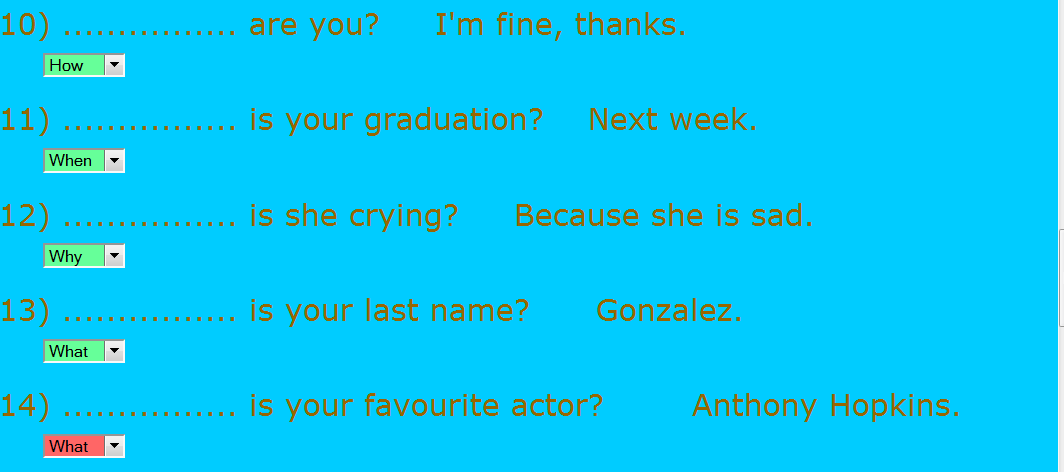 10) ................ are you? I'm fine, thanks.
How
11) ................ is your graduation? Next week.
When
12) ................ is she crying? Because she is sad.
Why
13) ................ is your last name? Gonzalez.
What
14) ................ is your favourite actor? Anthony Hopkins.
What